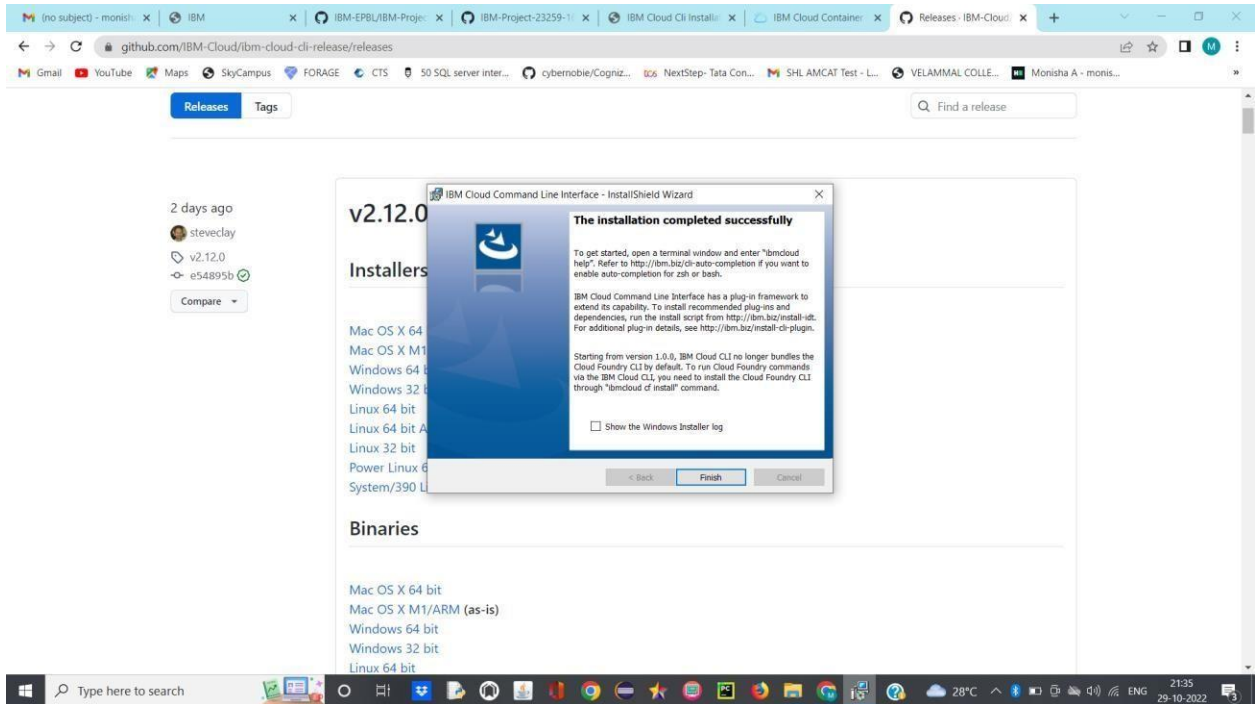 (no subject) - monish
IBM
IBM-EPBL/IBM-Projec
IBM-Project-23259-1
IBM Cloud Cli Installa
IBM Cloud Container
Releases · IBM-Cloud
github.com/IBM-Cloud/ibm-cloud-cli-release/releases
M
Gmail
YouTube
Maps
SkyCampus
FORAGE
CTS
50 SQL server inter...
cybernobie/Cogniz...
NextStep- Tata Con...
SHL AMCAT Test - L...
VELAMMAL COLLE...
Monisha A - monis...
Releases
Tags
Find a release
2 days ago
steveclay
v2.12.0
e54895b
Compare
v2.12.0
Installers
Mac OS X 64
Mac OS X M1
Windows 64 b
Windows 32 b
Linux 64 bit
Linux 64 bit A
Linux 32 bit
Power Linux 6
System/390 L
IBM Cloud Command Line Interface - InstallShield Wizard
The installation completed successfully
To get started, open a terminal window and enter "ibmcloud
help". Refer to http://ibm.biz/cli-auto-completion if you want to
enable auto-completion for zsh or bash.
IBM Cloud Command Line Interface has a plug-in framework to
extend its capability. To install recommended plug-ins and
dependencies, run the install script from http://ibm.biz/install-idt.
For additional plug-in details, see http://ibm.biz/install-cli-plugin.
Starting from version 1.0.0, IBM Cloud CLI no longer bundles the
Cloud Foundry CLI by default. To run Cloud Foundry commands
via the IBM Cloud CLI, you need to install the Cloud Foundry CLI
through "ibmcloud cf install" command.
Show the Windows Installer log
< Back
Finish
Cancel
Binaries
Mac OS X 64 bit
Mac OS X M1/ARM (as-is)
Windows 64 bit
Windows 32 bit
Linux 64 bit
Type here to search
28°C
ENG
21:35
29-10-2022
3